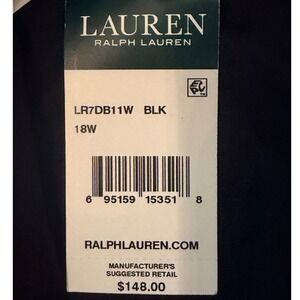 LAUREN
RALPH LAUREN
LR7DB11W BLK
18W
6 95159 15351 8
RALPHLAUREN.COM
MANUFACTURER'S
SUGGESTED RETAIL
$148.00